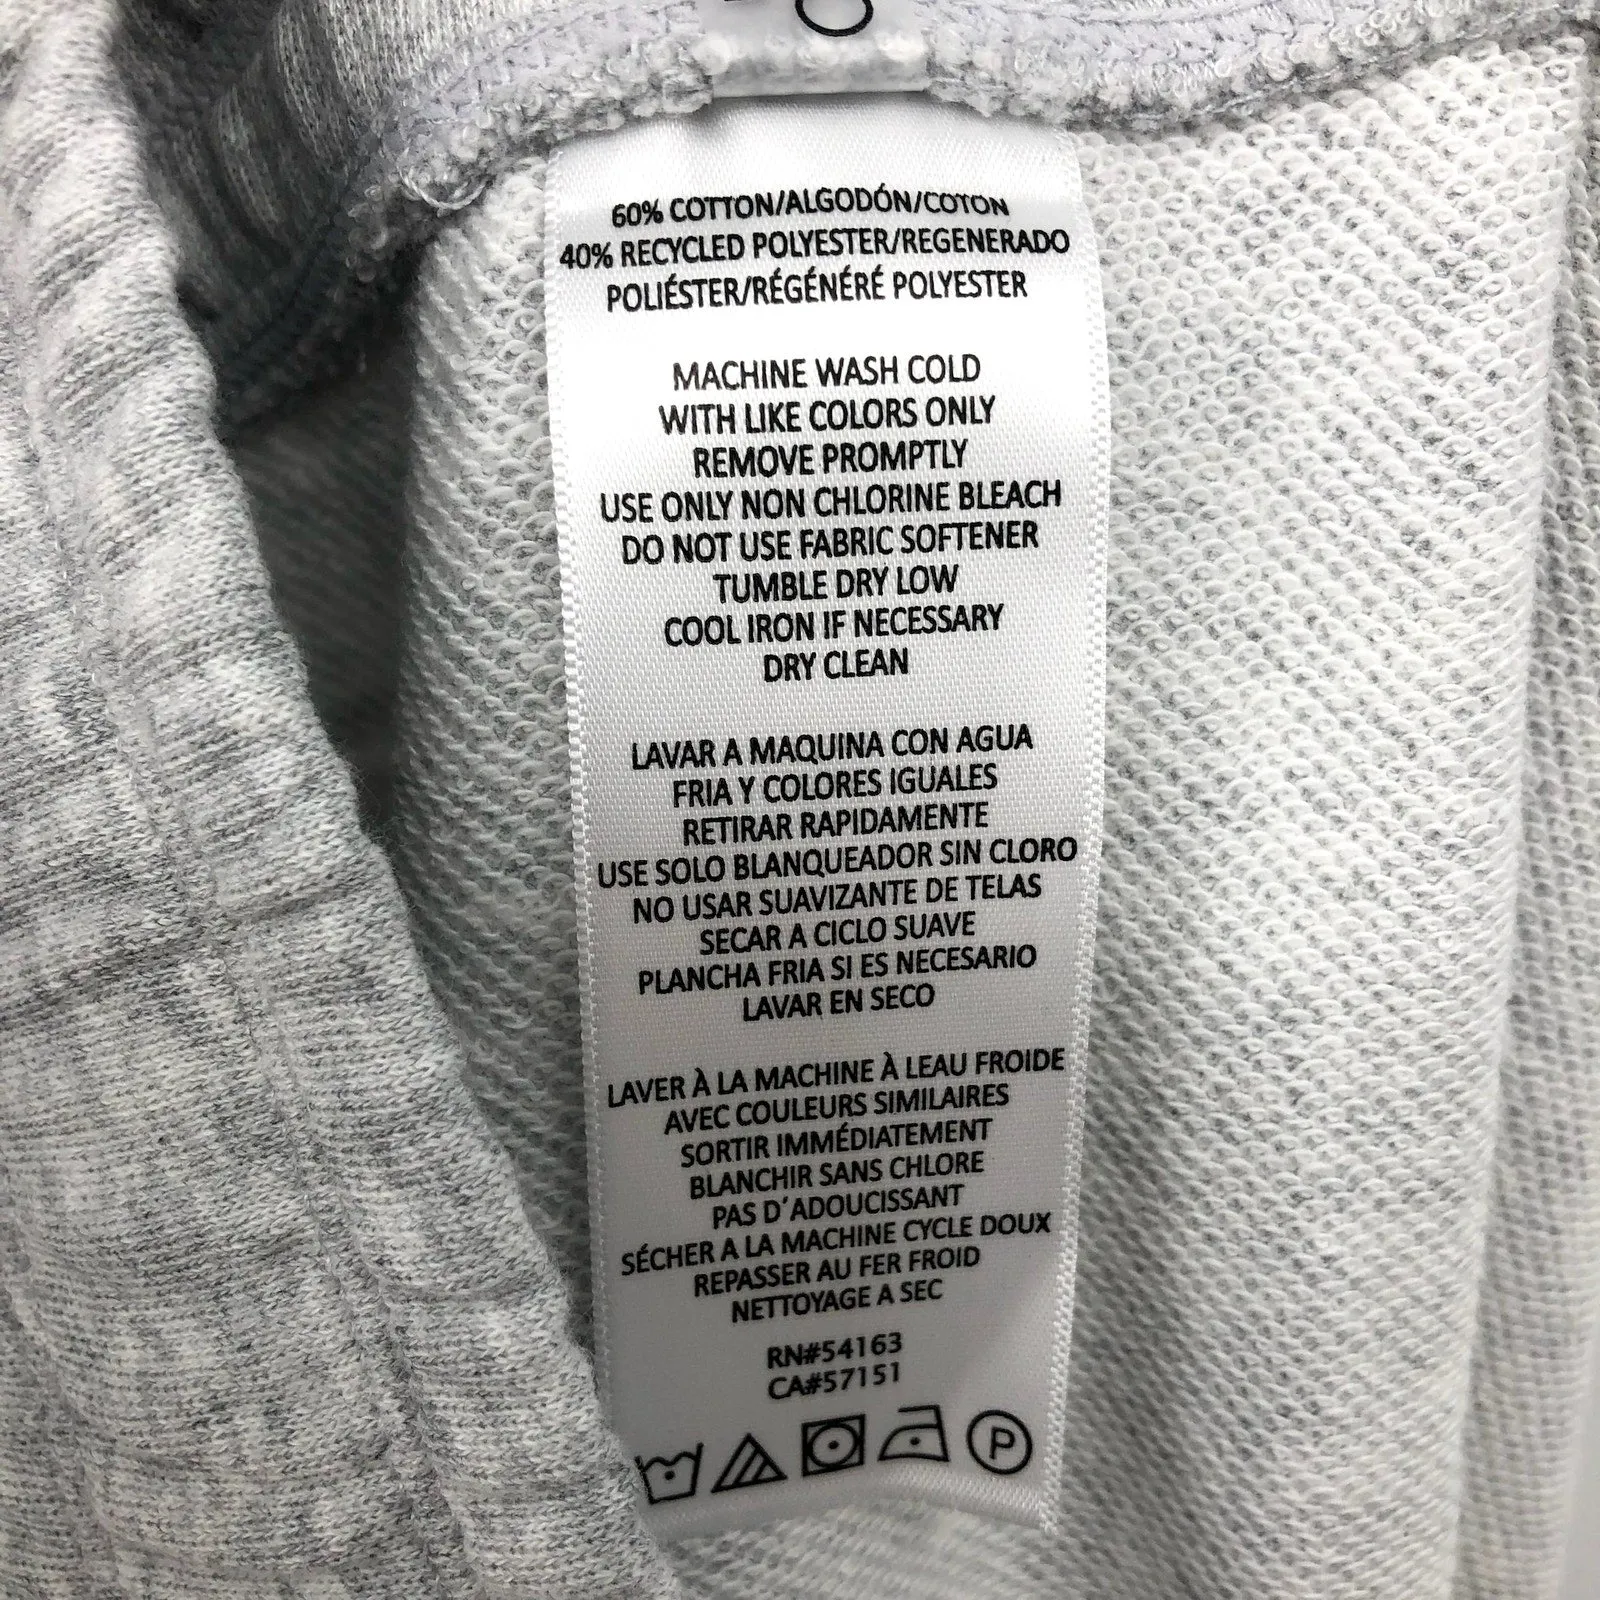 60% COTTON/ALGODÓN/COTON
40% RECYCLED POLYESTER/REGENERADO
POLIÉSTER/RÉGÉNÉRÉ POLYESTER
MACHINE WASH COLD
WITH LIKE COLORS ONLY
REMOVE PROMPTLY
USE ONLY NON CHLORINE BLEACH
DO NOT USE FABRIC SOFTENER
TUMBLE DRY LOW
COOL IRON IF NECESSARY
DRY CLEAN
LAVAR A MAQUINA CON AGUA
FRIA Y COLORES IGUALES
RETIRAR RAPIDAMENTE
USE SOLO BLANQUEADOR SIN CLORO
NO USAR SUAVIZANTE DE TELAS
SECAR A CICLO SUAVE
PLANCHA FRIA SI ES NECESARIO
LAVAR EN SECO
LAVER À LA MACHINE À LEAU FROIDE
AVEC COULEURS SIMILAIRES
SORTIR IMMÉDIATEMENT
BLANCHIR SANS CHLORE
PAS D'ADOUCISSANT
SÉCHER A LA MACHINE CYCLE DOUX
REPASSER AU FER FROID
NETTOYAGE A SEC
RN#54163
CA#57151
P